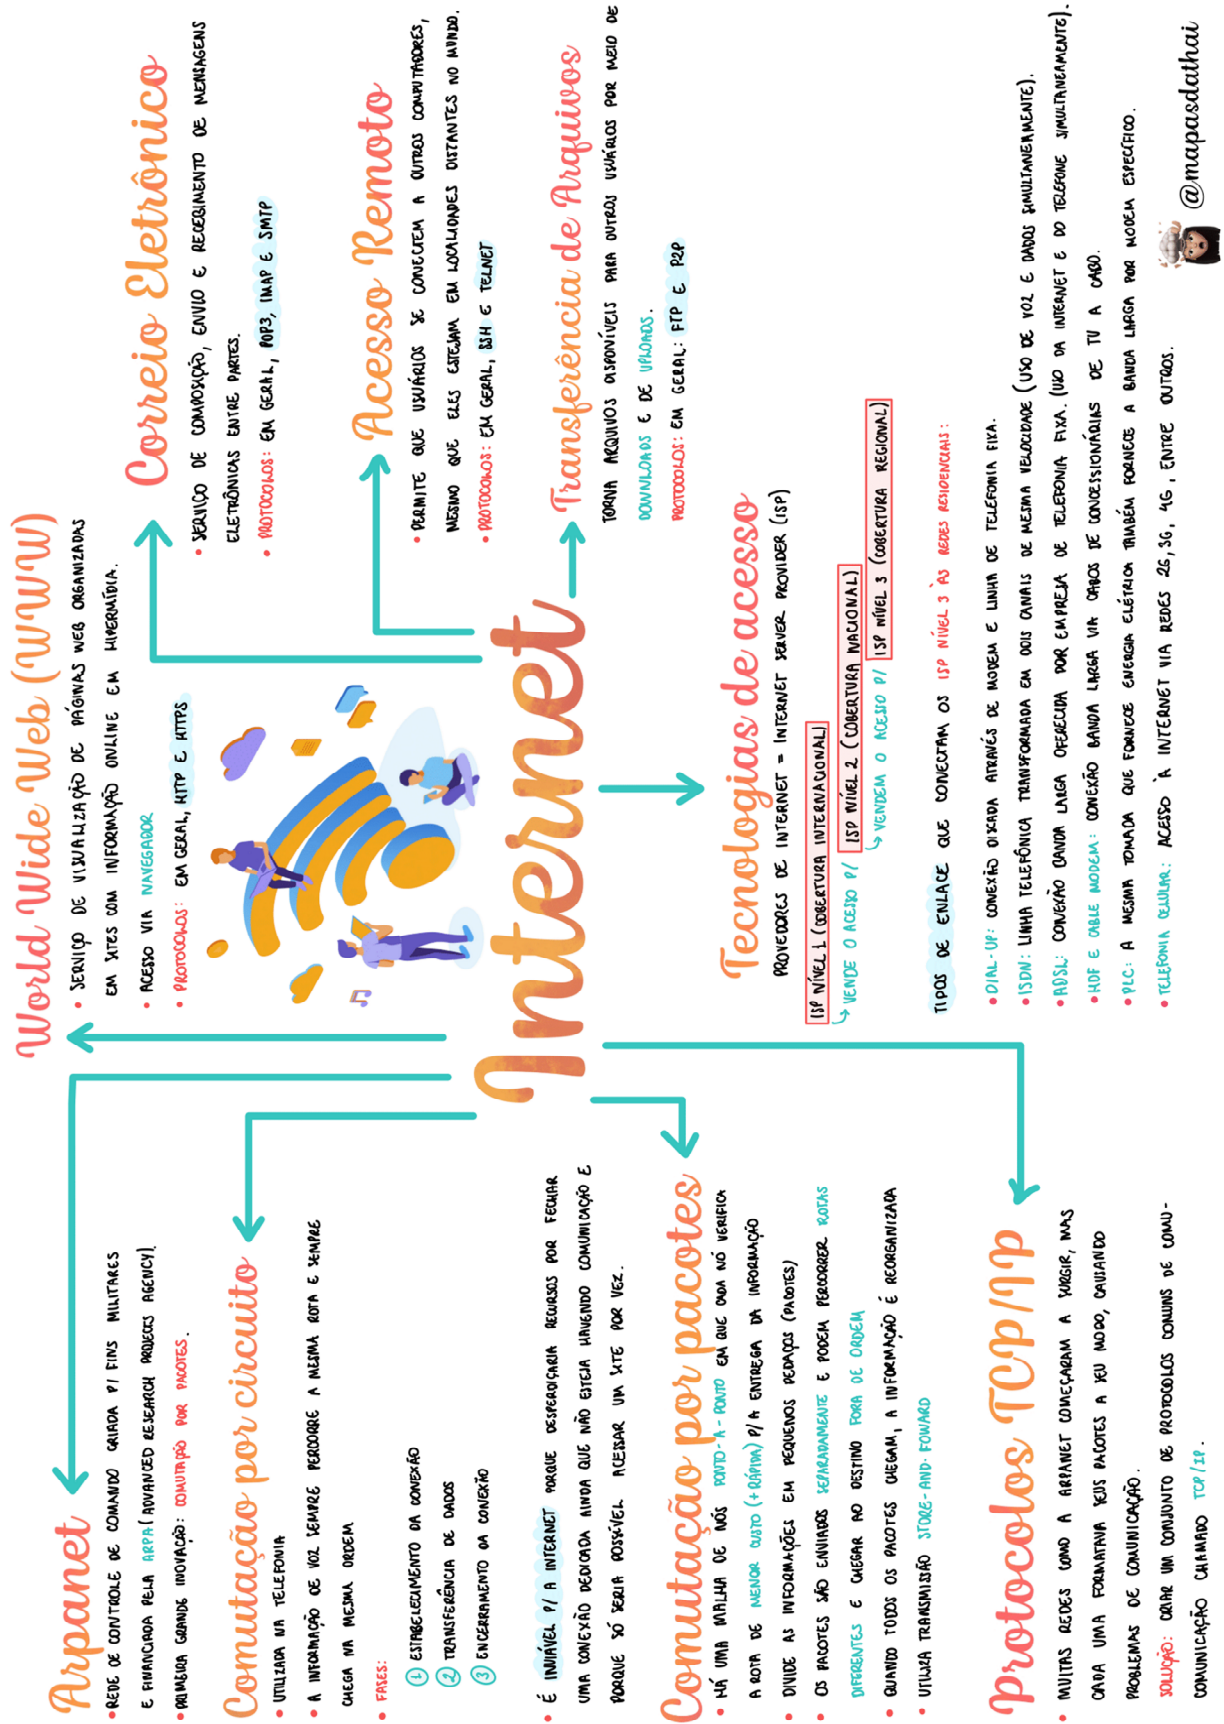 Arpanet
• REDE DE CONTROLE DE COMANDO CRIADA P/ FINS MILITARES
E FINANCIADA PELA ARPA (ADVANCED RESEARCH PROJECTS AGENCY).
• PRIMEIRA GRANDE INOVAÇÃO: COMUTAÇÃO POR PACOTES.
Comutação por circuito
• UTILIZADA NA TELEFONIA
• A INFORMAÇÃO DE VOZ SEMPRE PERCORRE A MESMA ROTA E SEMPRE
CHEGA NA MESMA ORDEM
• FASES:
1 ESTABELECIMENTO DA CONEXÃO
2 TRANSFERÊNCIA DE DADOS
3 ENCERRAMENTO DA CONEXÃO
• É INVIÁVEL P/ A INTERNET PORQUE DESPERDIÇARIA RECURSOS POR FECHAR
UMA CONEXÃO DEDICADA AINDA QUE NÃO ESTEJA HAVENDO COMUNICAÇÃO E
PORQUE SÓ SERIA POSSÍVEL ACESSAR UM SITE POR VEZ.
Comutação por pacotes
• HÁ UMA MALHA DE NÓS PONTO-A-PONTO EM QUE CADA NÓ VERIFICA
A ROTA DE MENOR CUSTO (+ RÁPIDA) P/ A ENTREGA DA INFORMAÇÃO
• DIVIDE AS INFORMAÇÕES EM PEQUENOS PEDAÇOS (PACOTES)
• OS PACOTES SÃO ENVIADOS SEPARADAMENTE E PODEM PERCORRER ROTAS
DIFERENTES E CHEGAR AO DESTINO FORA DE ORDEM
• QUANDO TODOS OS PACOTES CHEGAM, A INFORMAÇÃO É REORGANIZADA
• UTILIZA TRANSMISSÃO STORE-AND-FOWARD
Protocolos TCP/IP
• MUITAS REDES COMO A ARPANET COMEÇARAM A SURGIR, MAS
CADA UMA FORMATAVA SEUS PACOTES A SEU MODO, CAUSANDO
PROBLEMAS DE COMUNICAÇÃO.
SOLUÇÃO: CRIAR UM CONJUNTO DE PROTOCOLOS COMUNS DE COMU-
COMUNICAÇÃO CHAMADO TCP/IP.
World Wide Web (WWW)
• SERVIÇO DE VISUALIZAÇÃO DE PÁGINAS WEB ORGANIZADAS
EM SITES COM INFORMAÇÃO ONLINE EM HIPERMÍDIA.
• ACESSO VIA NAVEGADOR
• PROTOCOLOS: EM GERAL, HTTP E HTTPS
Internet
Tecnologias de acesso
PROVEDORES DE INTERNET = INTERNET SERVER PROVIDER (ISP)
ISP NÍVEL 1 (COBERTURA INTERNACIONAL)
VENDE O ACESSO P/ ISP NÍVEL 2 (COBERTURA NACIONAL)
VENDEM O ACESSO P/ ISP NÍVEL 3 (COBERTURA REGIONAL)
TIPOS DE ENLACE QUE CONECTAM OS ISP NÍVEL 3 ÀS REDES RESIDENCIAIS:
• DIAL-UP: CONEXÃO DISCADA ATRAVÉS DE MODEM E LINHA DE TELEFONIA FIXA.
• ISDN: LINHA TELEFÔNICA TRANSFORMADA EM DOIS CANAIS DE MESMA VELOCIDADE (USO DE VOZ E DADOS SIMULTANEAMENTE).
• ADSL: CONEXÃO BANDA LARGA OFERECIDA POR EMPRESA DE TELEFONIA FIXA. (USO DA INTERNET E DO TELEFONE SIMULTANEAMENTE).
• HDF E CABLE MODEM: CONEXÃO BANDA LARGA VIA CABOS DE CONCESSIONÁRIAS DE TV A CABO.
• PLC: A MESMA TOMADA QUE FORNECE ENERGIA ELÉTRICA TAMBÉM FORNECE A BANDA LARGA POR MODEM ESPECÍFICO.
• TELEFONIA CELULAR: ACESSO À INTERNET VIA REDES 2G, 3G, 4G, ENTRE OUTROS.
Correio Eletrônico
• SERVIÇO DE COMPOSIÇÃO, ENVIO E RECEBIMENTO DE MENSAGENS
ELETRÔNICAS ENTRE PARTES.
• PROTOCOLOS: EM GERAL, POP3, IMAP E SMTP
Acesso Remoto
• PERMITE QUE USUÁRIOS SE CONECTEM A OUTROS COMPUTADORES,
MESMO QUE ELES ESTEJAM EM LOCALIDADES DISTANTES NO MUNDO.
• PROTOCOLOS: EM GERAL, SSH E TELNET
Transferência de Arquivos
TORNA ARQUIVOS DISPONÍVEIS PARA OUTROS USUÁRIOS POR MEIO DE
DOWNLOADS E DE UPLOADS.
PROTOCOLOS: EM GERAL: FTP E P2P
@mapasdathai